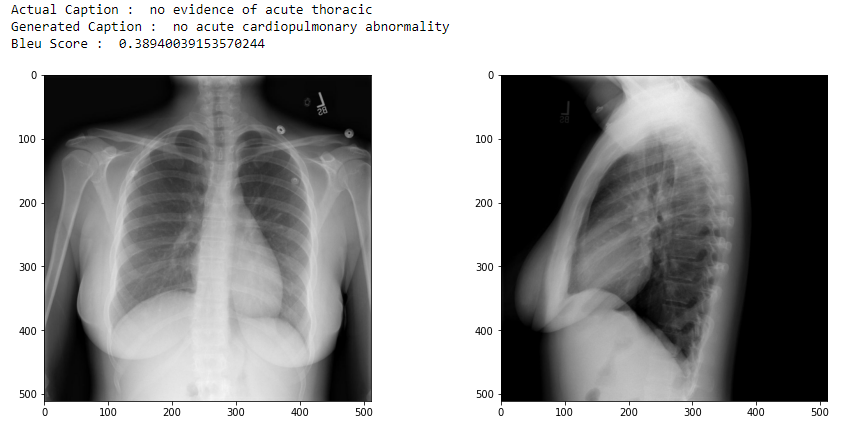 Actual Caption :  no evidence of acute thoracic
Generated Caption :  no acute cardiopulmonary abnormality
Bleu Score :  0.38940039153570244
0
100
200
300
400
500
0 100 200 300 400 500
L
SB
0
100
200
300
400
500
0 100 200 300 400 500
L